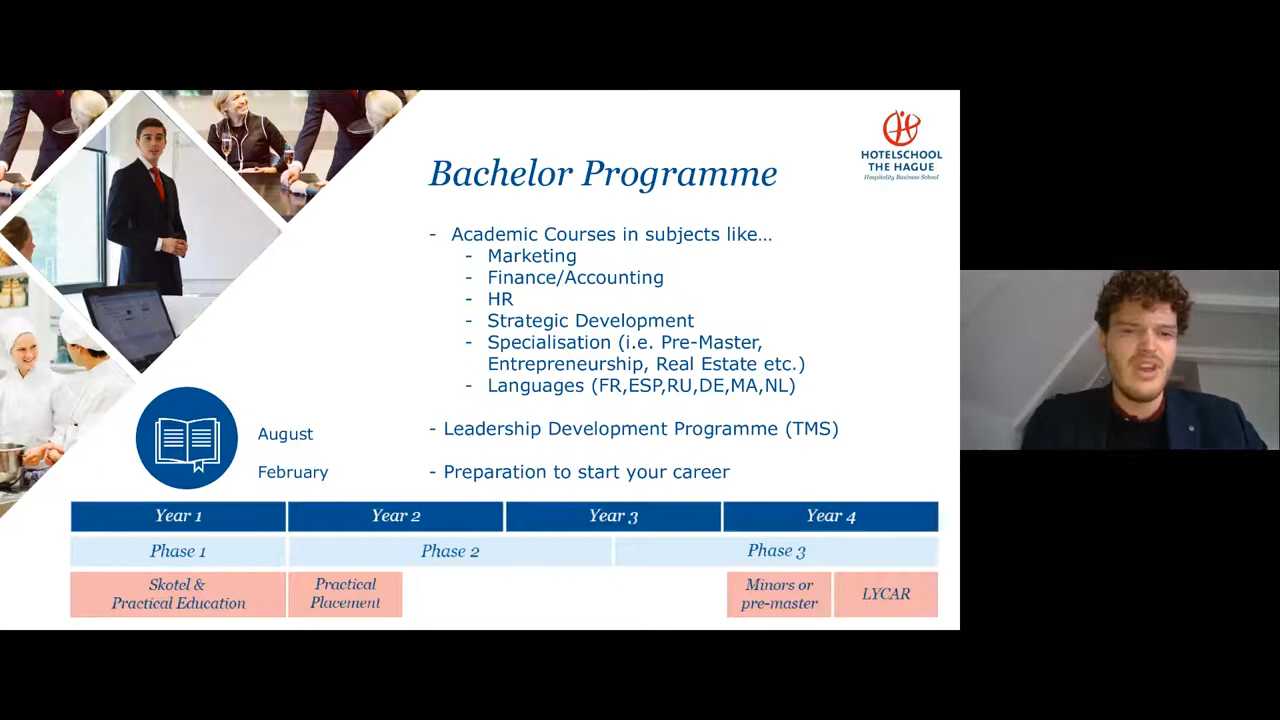 HOTELSCHOOL
THE HAGUE
Hospitality Business School
Bachelor Programme
- Academic Courses in subjects like…
- Marketing
- Finance/Accounting
- HR
- Strategic Development
- Specialisation (i.e. Pre-Master,
Entrepreneurship, Real Estate etc.)
- Languages (FR,ESP,RU,DE,MA,NL)
- Leadership Development Programme (TMS)
- Preparation to start your career
August
February
Year 1
Year 2
Year 3
Year 4
Phase 1
Phase 2
Phase 3
Skotel &
Practical Education
Practical
Placement
Minors or
pre-master
LYCAR